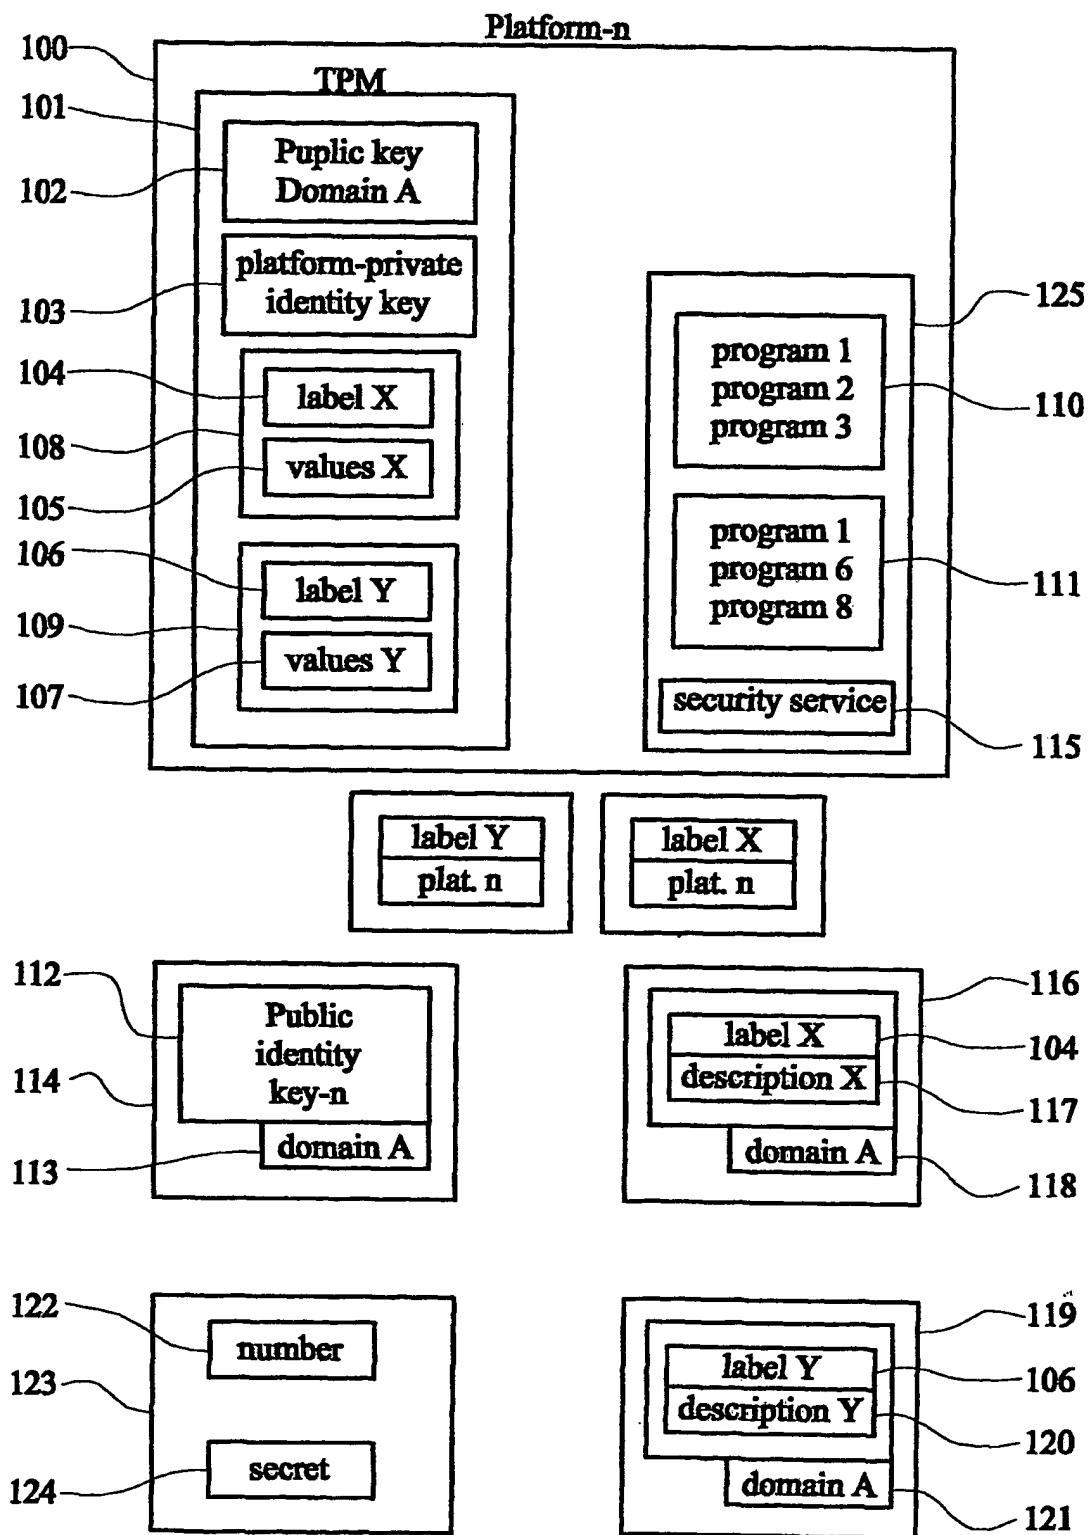 Platform-n
100
TPM
101
Puplic key
Domain A
102
platform-private
identity key
103
125
program 1
program 2
program 3
110
104
label X
108
values X
105
program 1
program 6
program 8
111
106
label Y
109
values Y
107
security service
115
label Y
plat. n
label X
plat. n
112
Public
identity
key-n
114
domain A
113
116
label X
104
description X
117
domain A
118
122
number
123
secret
124
119
label Y
106
description Y
120
domain A
121